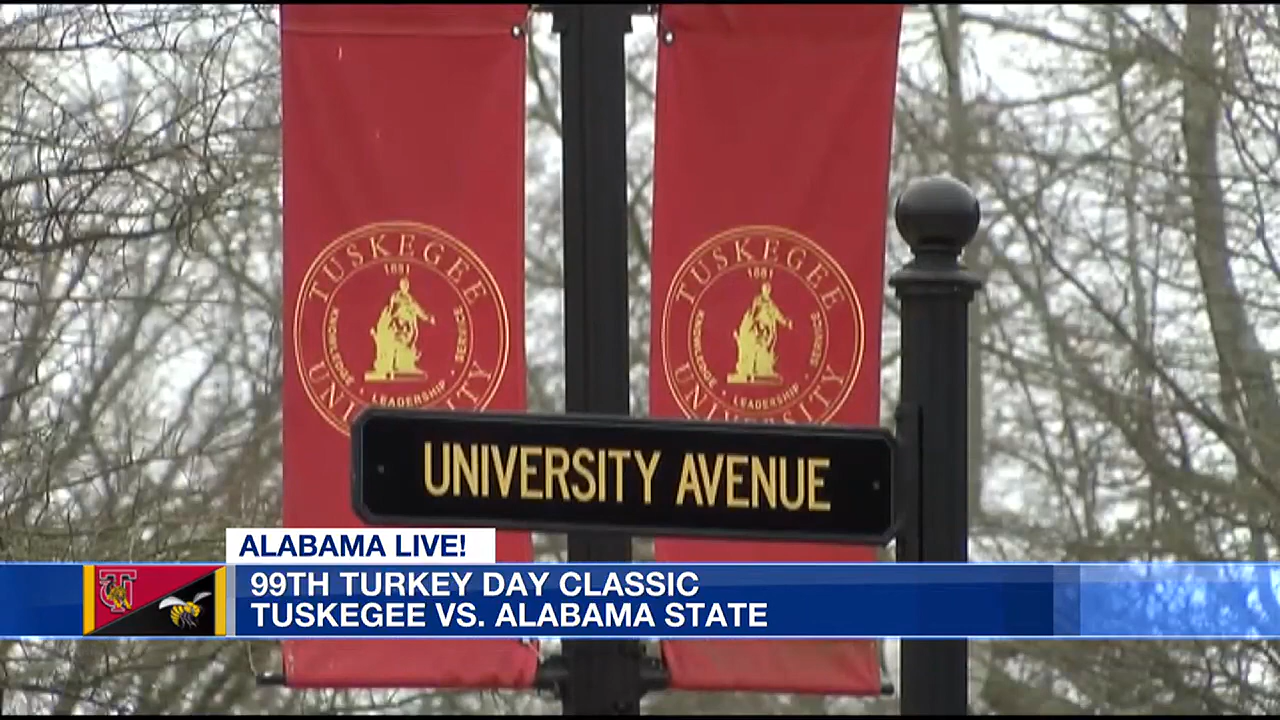 TUSKEGEE
1881
KNOWLEDGE · LEADERSHIP · SERVICE
UNIVERSITY
TUSKEGEE
1881
KNOWLEDGE · LEADERSHIP · SERVICE
UNIVERSITY
UNIVERSITY AVENUE
ALABAMA LIVE!
99TH TURKEY DAY CLASSIC
TUSKEGEE VS. ALABAMA STATE